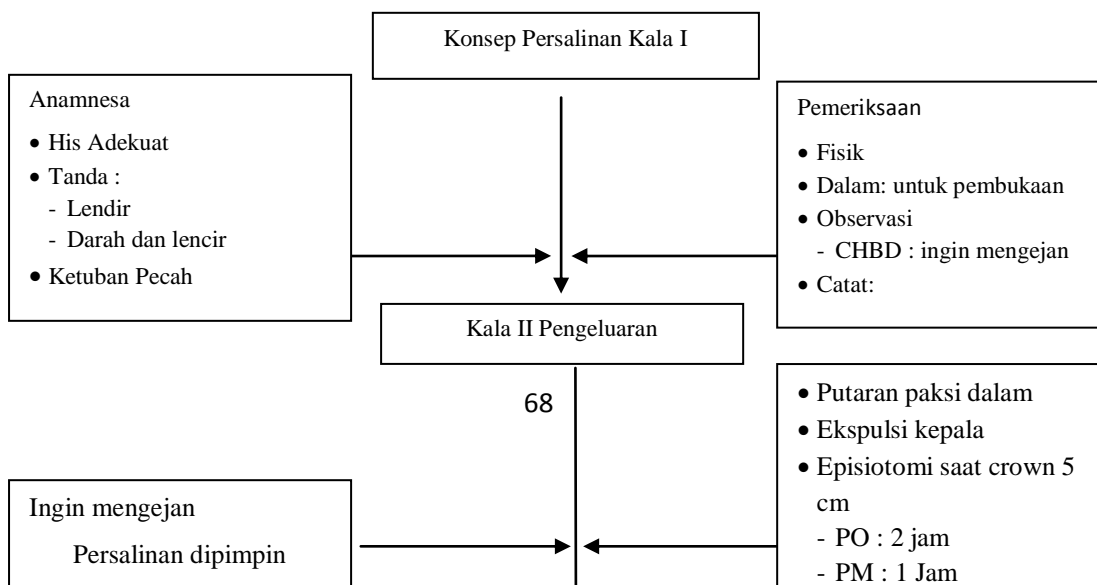 Konsep Persalinan Kala I
Anamnesa
• His Adekuat
• Tanda :
- Lendir
- Darah dan lencir
• Ketuban Pecah
Pemeriksaan
• Fisik
• Dalam: untuk pembukaan
• Observasi
- CHBD : ingin mengejan
• Catat:
Kala II Pengeluaran
68
Ingin mengejan
Persalinan dipimpin
• Putaran paksi dalam
• Ekspulsi kepala
• Episiotomi saat crown 5
cm
- PO : 2 jam
- PM : 1 Jam